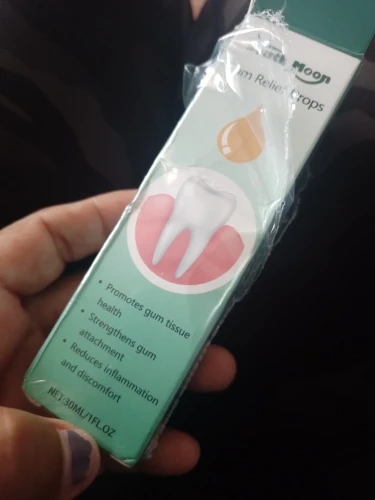 Moon
Relief Drops
• Promotes gum tissue
health
• Strengthens gum
attachment
• Reduces inflammation
and discomfort
NET:30ML/1FL.OZ